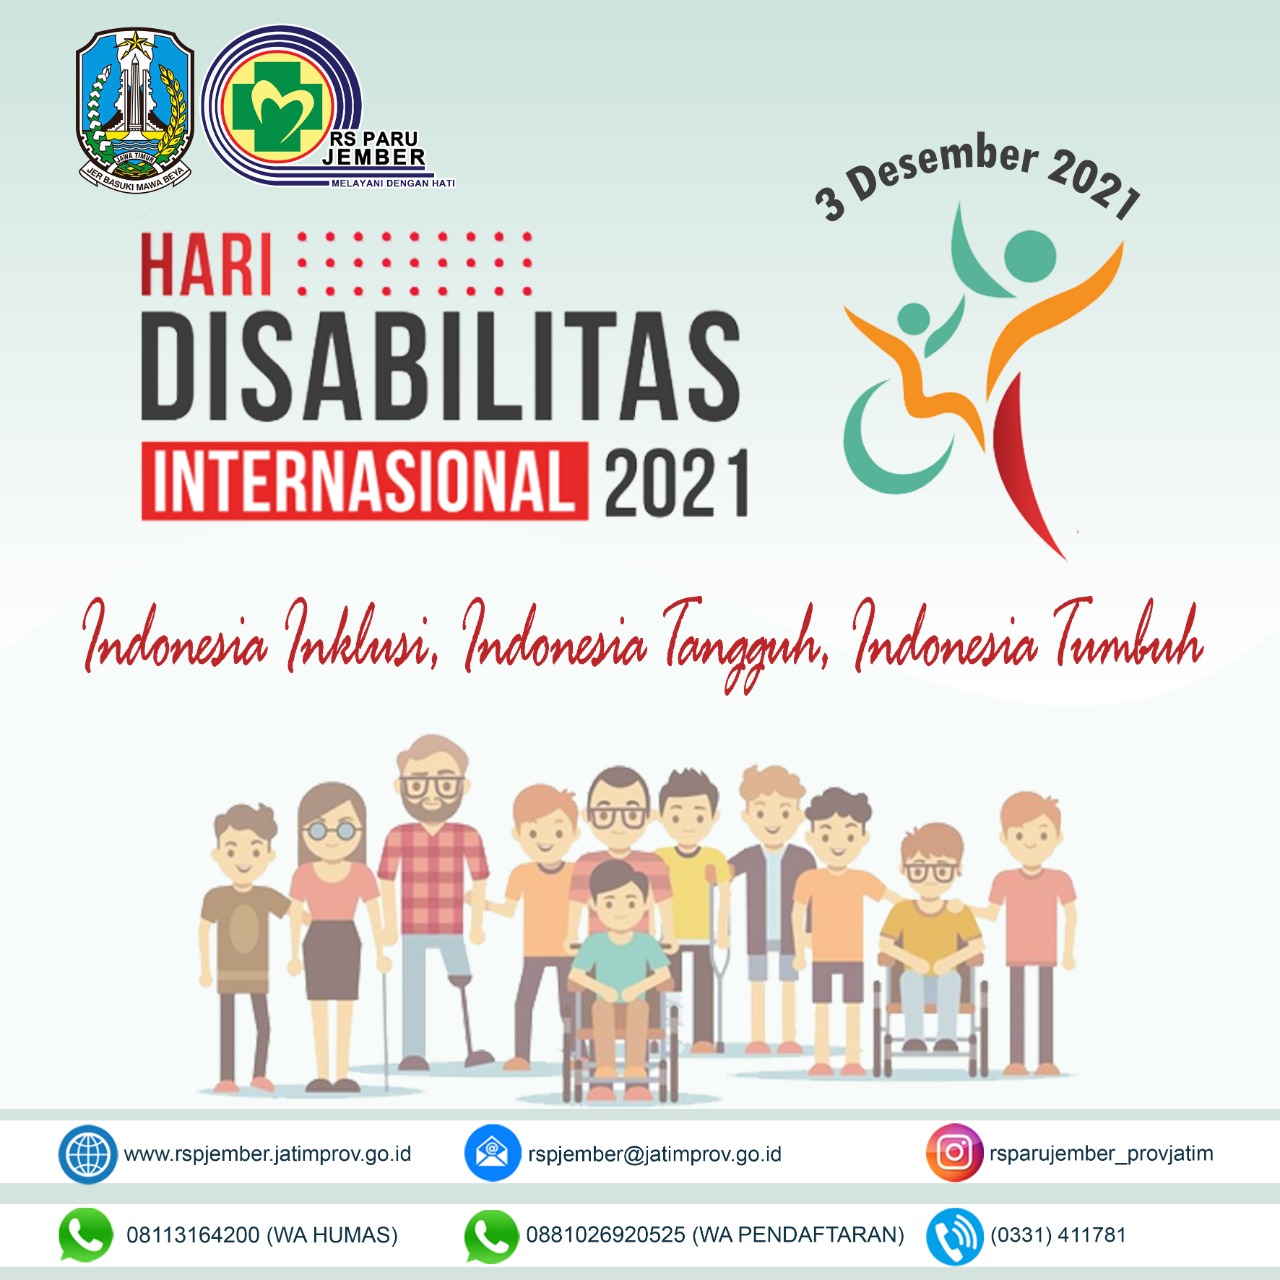 JAWA TIMUR
JER BASUKI MAWA BEYA
RS PARU
JEMBER
MELAYANI DENGAN HATI
3 Desember 2021
HARI
DISABILITAS
INTERNASIONAL 2021
Indonesia Inklusi, Indonesia Tangguh, Indonesia Tumbuh
www.rspjember.jatimprov.go.id
rspjember@jatimprov.go.id
rsparujember_provjatim
08113164200 (WA HUMAS)
0881026920525 (WA PENDAFTARAN)
(0331) 411781